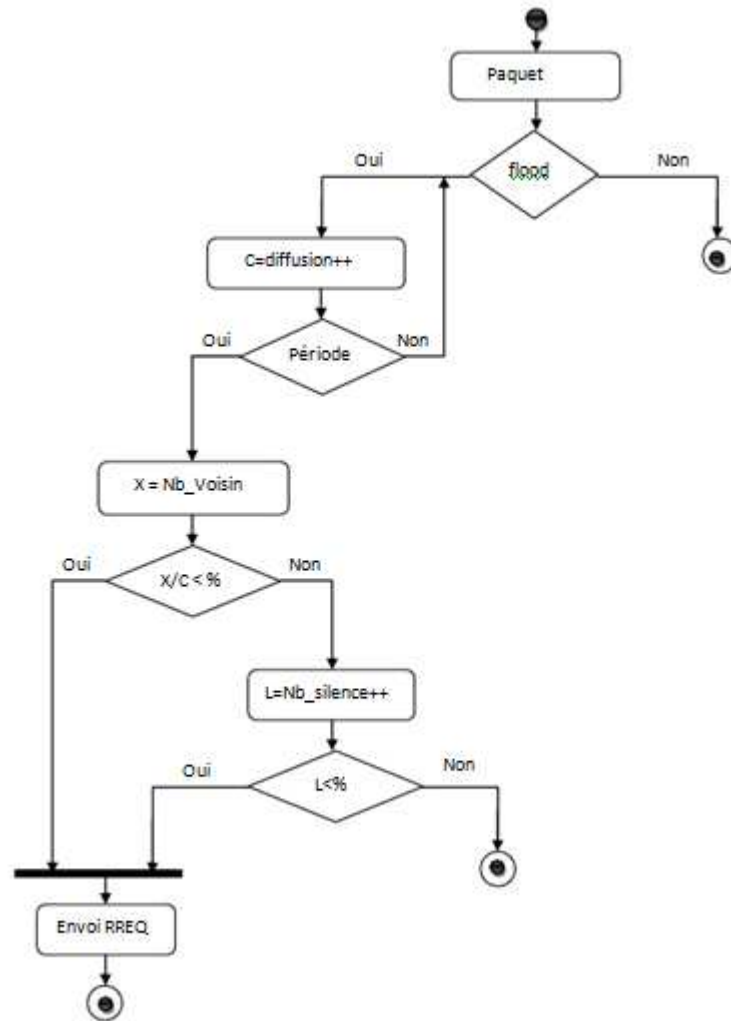 Paquet
Oui
flood
Non
C=diffusion++
Oui
Période
Non
X = Nb_Voisin
Oui
X/C < %
Non
L=Nb_silence++
Oui
L<%
Non
Envoi RREQ